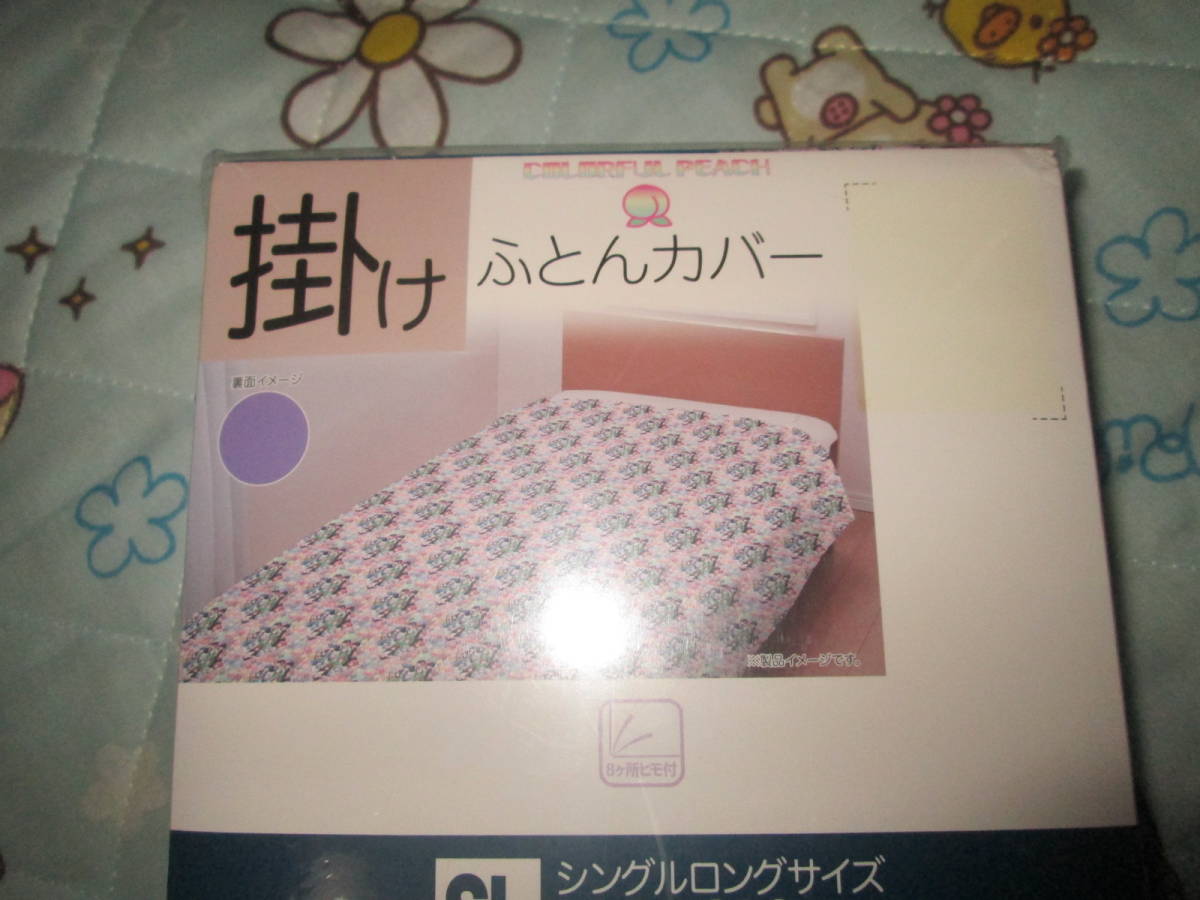 COLORFUL PEACH
掛け ふとんカバー
裏面イメージ
※製品イメージです。
8ヶ所ヒモ付
SL シングルロングサイズ